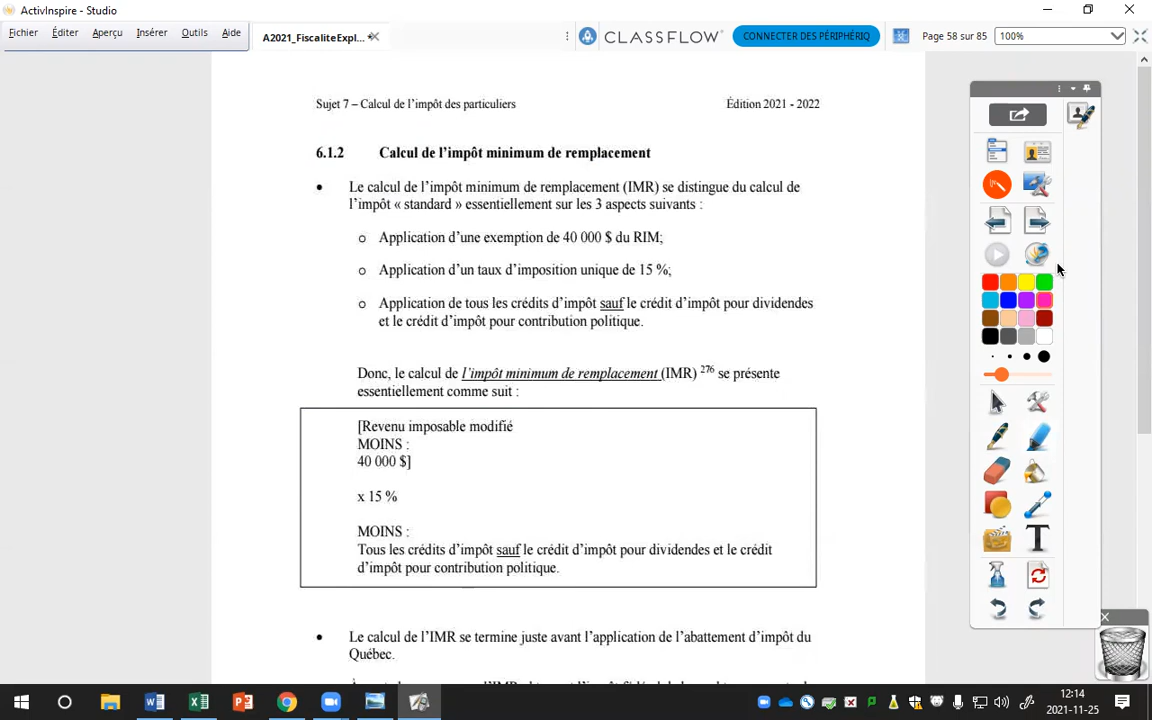 ActivInspire - Studio
Fichier Éditer Aperçu Insérer Outils Aide
A2021_FiscaliteExpl...
CLASSFLOW
CONNECTER DES PÉRIPHÉRIQ
Page 58 sur 85
100%
Sujet 7 – Calcul de l'impôt des particuliers
Édition 2021 - 2022
6.1.2 Calcul de l'impôt minimum de remplacement
• Le calcul de l'impôt minimum de remplacement (IMR) se distingue du calcul de
l'impôt « standard » essentiellement sur les 3 aspects suivants :
o Application d'une exemption de 40 000 $ du RIM;
o Application d'un taux d'imposition unique de 15 %;
o Application de tous les crédits d'impôt sauf le crédit d'impôt pour dividendes
et le crédit d'impôt pour contribution politique.
Donc, le calcul de l'impôt minimum de remplacement (IMR) 276 se présente
essentiellement comme suit :
[Revenu imposable modifié
MOINS :
40 000 $]
x 15 %
MOINS :
Tous les crédits d'impôt sauf le crédit d'impôt pour dividendes et le crédit
d'impôt pour contribution politique.
• Le calcul de l'IMR se termine juste avant l'application de l'abattement d'impôt du
Québec.
12:14
2021-11-25